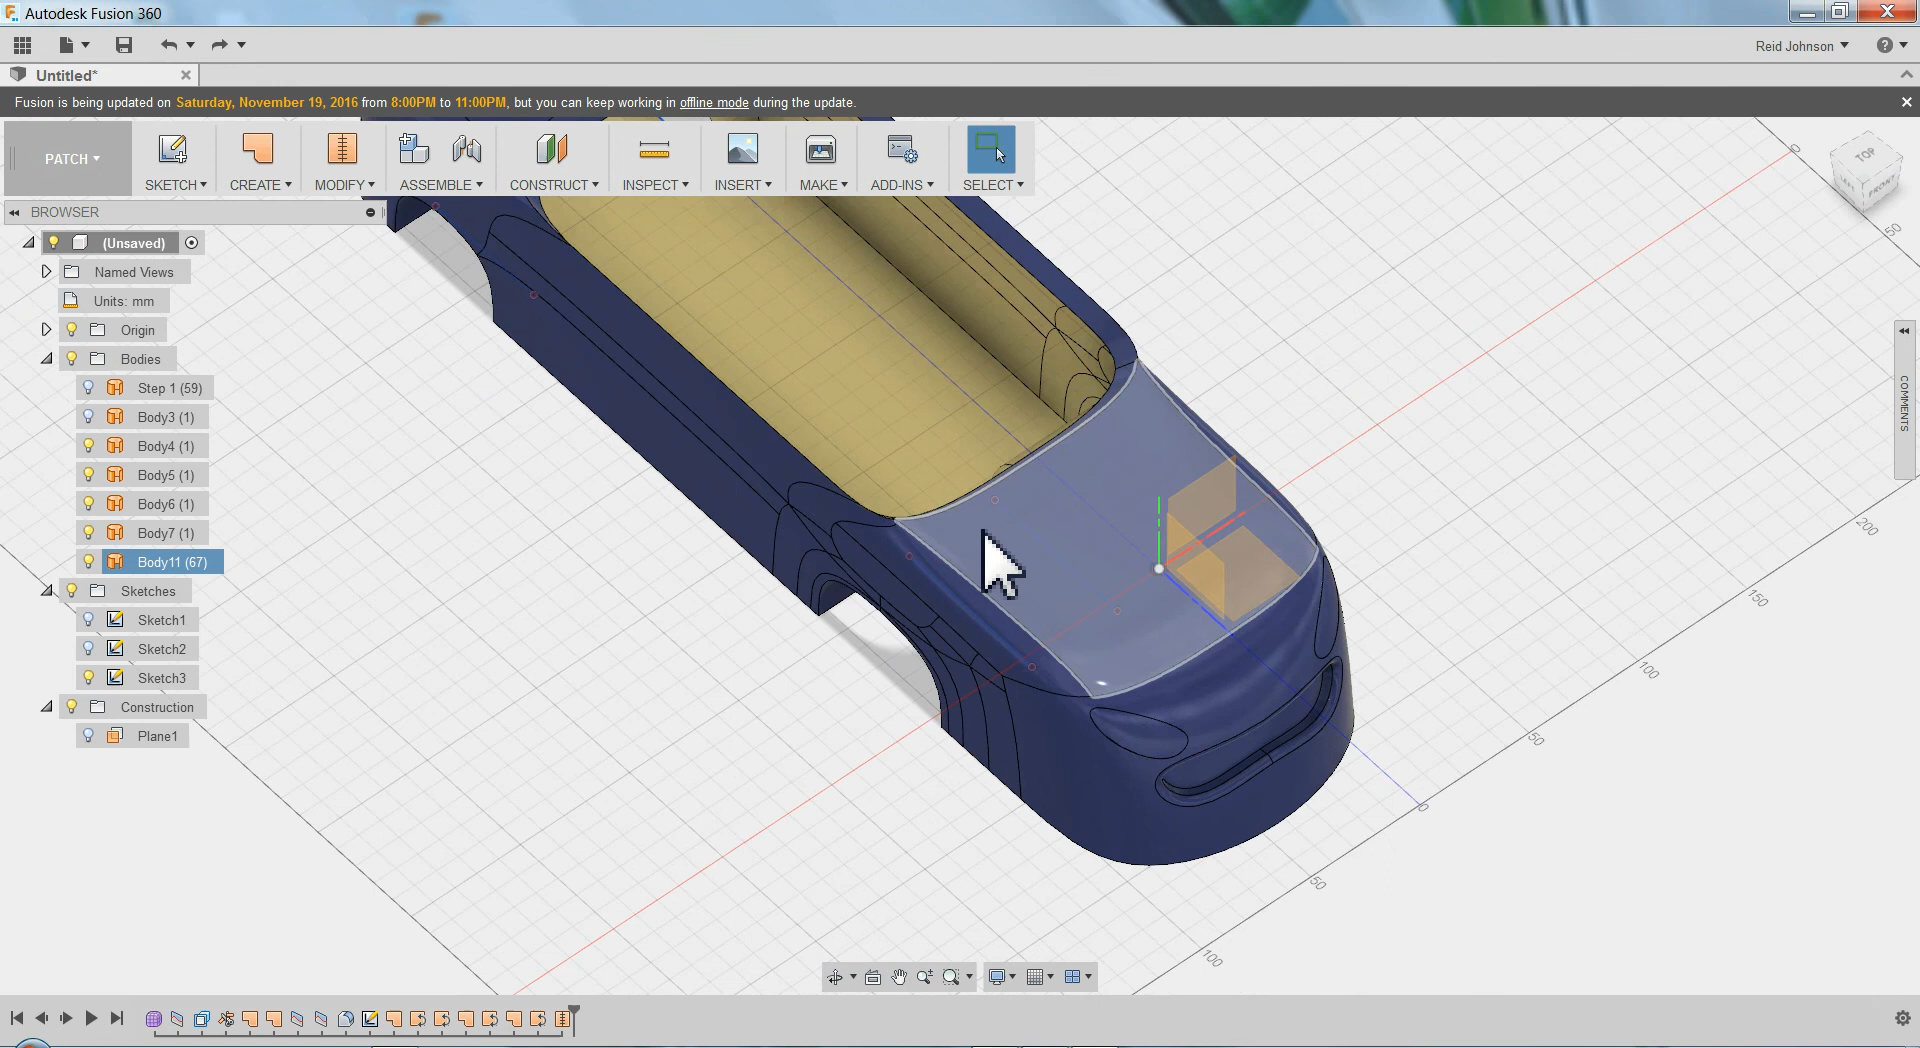 Autodesk Fusion 360
Reid Johnson
Untitled*
Fusion is being updated on Saturday, November 19, 2016 from 8:00PM to 11:00PM, but you can keep working in offline mode during the update.
PATCH
SKETCH
CREATE
MODIFY
ASSEMBLE
CONSTRUCT
INSPECT
INSERT
MAKE
ADD-INS
SELECT
TOP
LEFT
FRONT
BROWSER
(Unsaved)
Named Views
Units: mm
Origin
Bodies
Step 1 (59)
Body3 (1)
Body4 (1)
Body5 (1)
Body6 (1)
Body7 (1)
Body11 (67)
Sketches
Sketch1
Sketch2
Sketch3
Construction
Plane1
COMMENTS
0
50
200
150
100
50
0
50
100